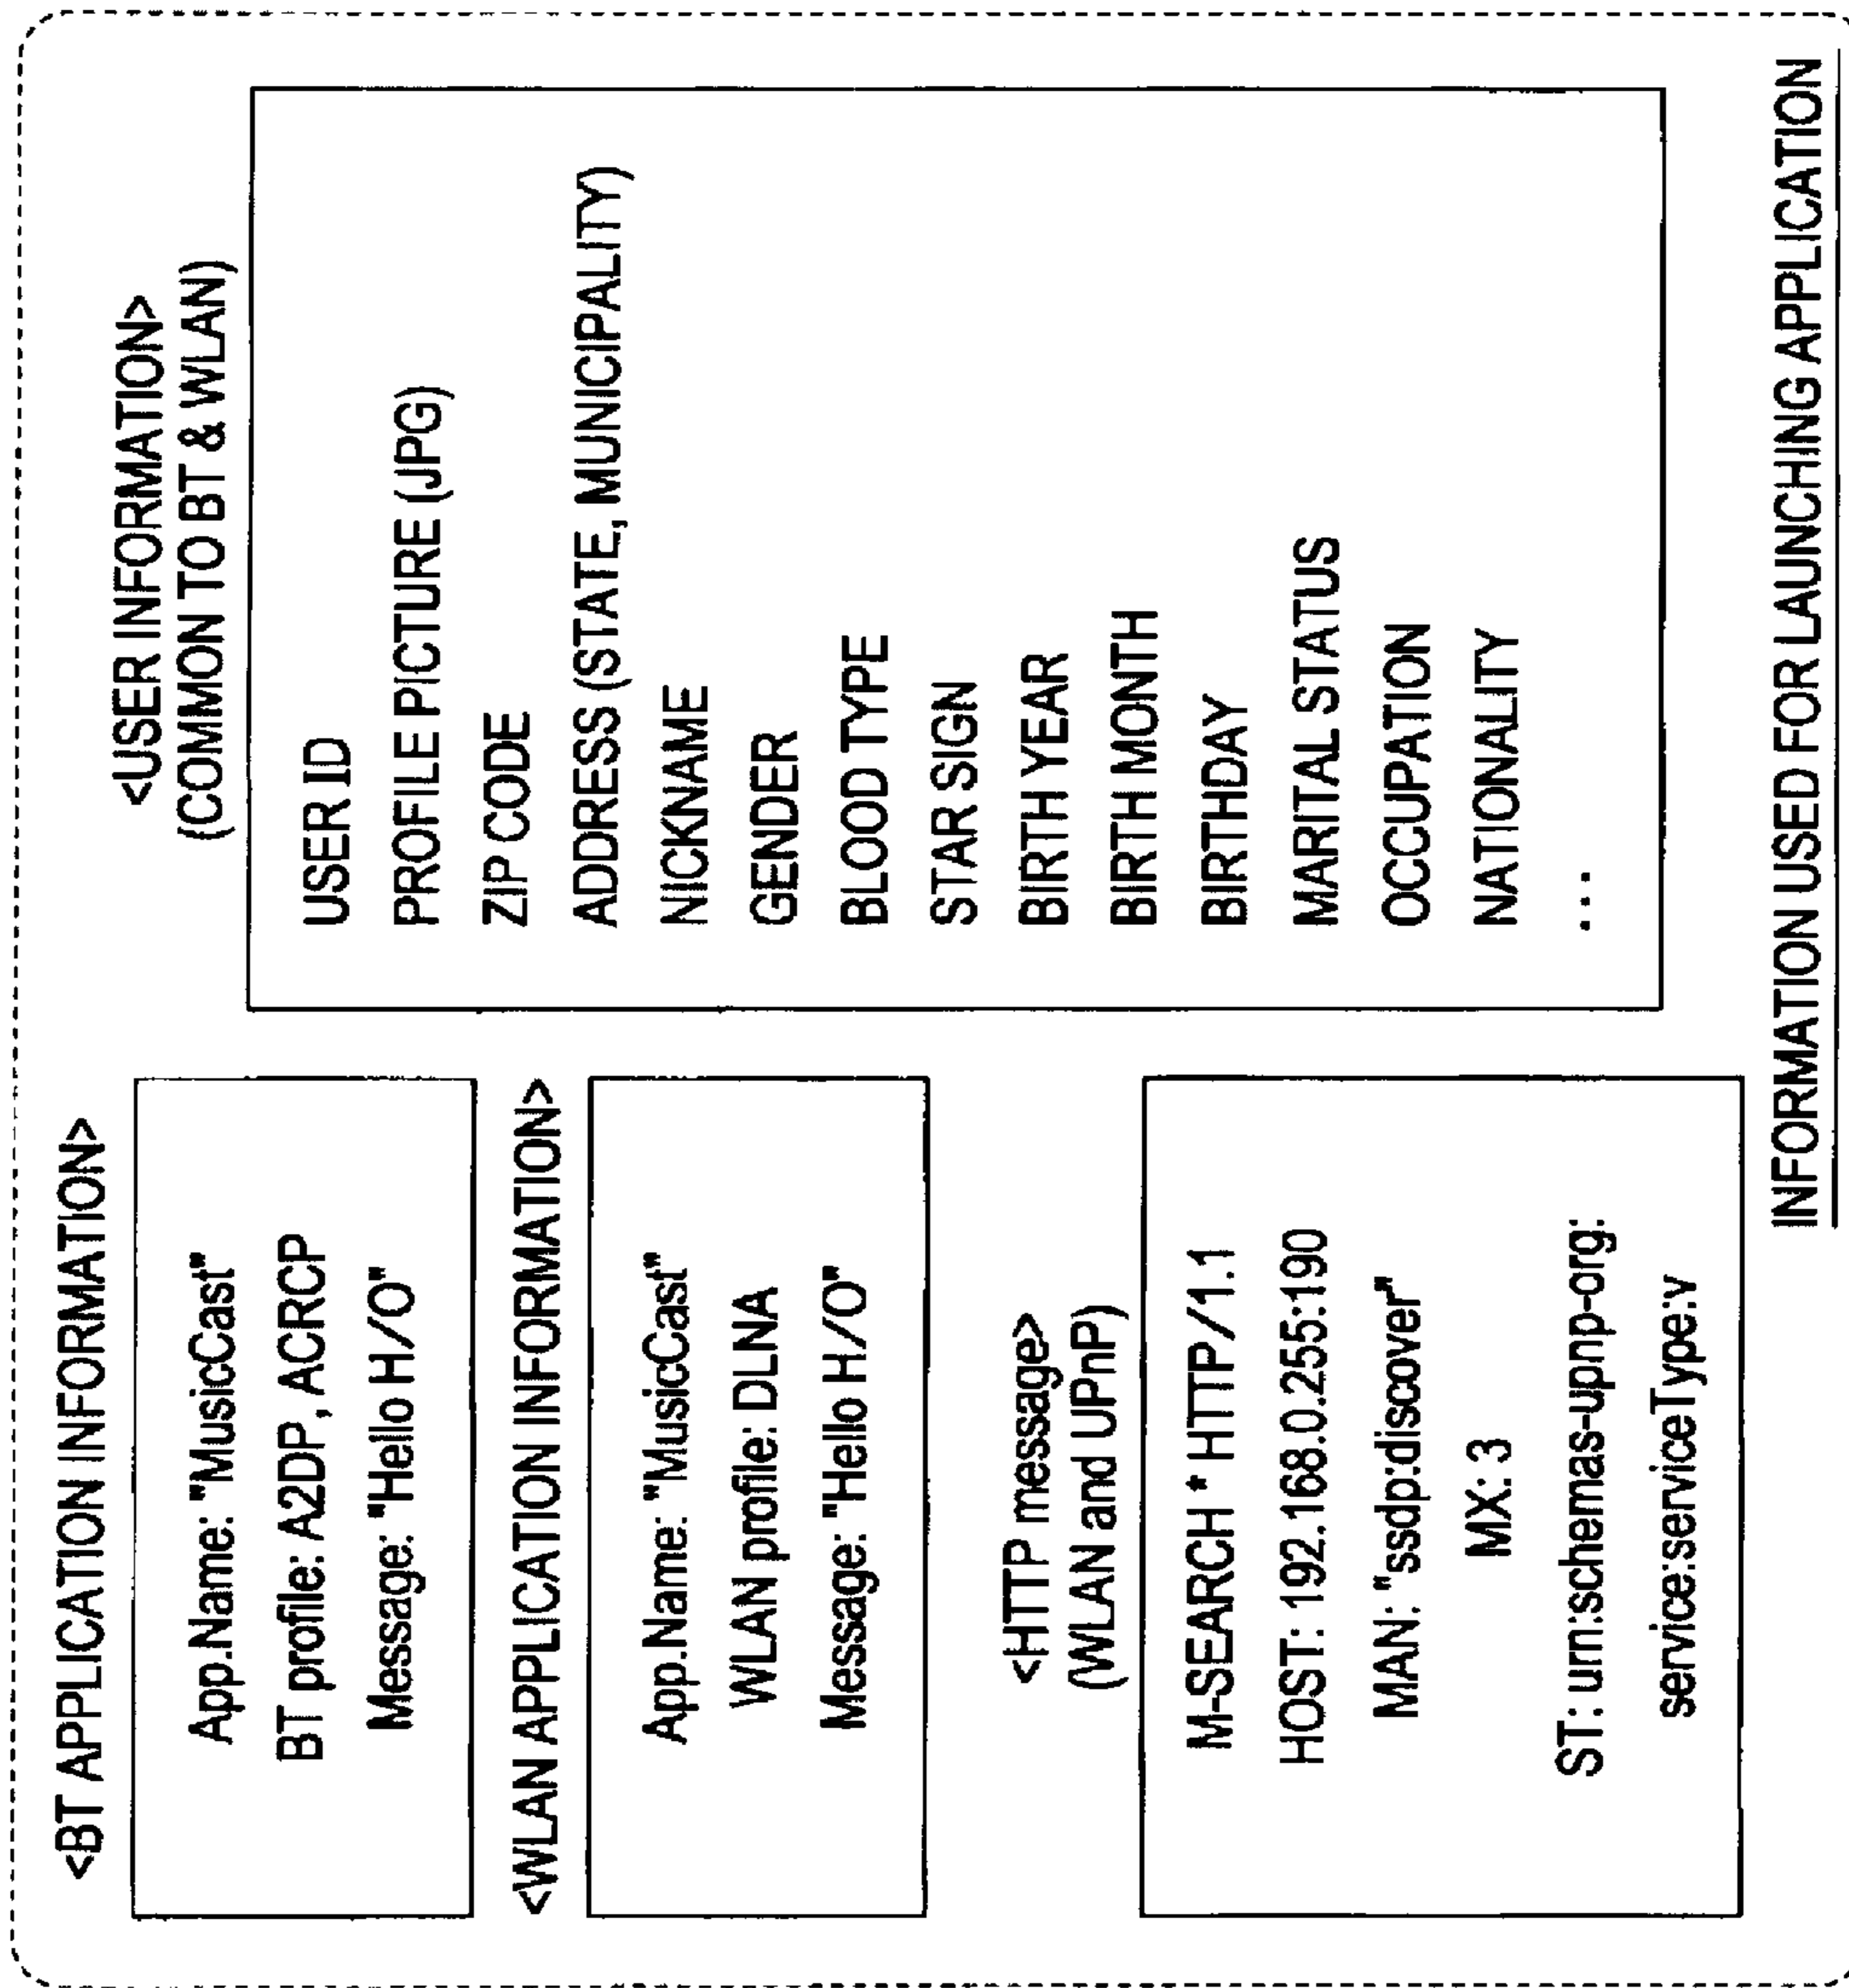 <BT APPLICATION INFORMATION>
App.Name: "MusicCast"
BT profile: A2DP, ACRCP
Message: "Hello H/O"
<WLAN APPLICATION INFORMATION>
App.Name: "MusicCast"
WLAN profile: DLNA
Message: "Hello H/O"
<HTTP message>
(WLAN and UPnP)
M-SEARCH * HTTP/1.1
HOST: 192.168.0.255:190
MAN: "ssdp:discover"
MX: 3
ST: urn:schemas-upnp-org:
service:serviceType:v
<USER INFORMATION>
(COMMON TO BT & WLAN)
USER ID
PROFILE PICTURE (JPG)
ZIP CODE
ADDRESS (STATE, MUNICIPALITY)
NICKNAME
GENDER
BLOOD TYPE
STAR SIGN
BIRTH YEAR
BIRTH MONTH
BIRTHDAY
MARITAL STATUS
OCCUPATION
NATIONALITY
...
INFORMATION USED FOR LAUNCHING APPLICATION